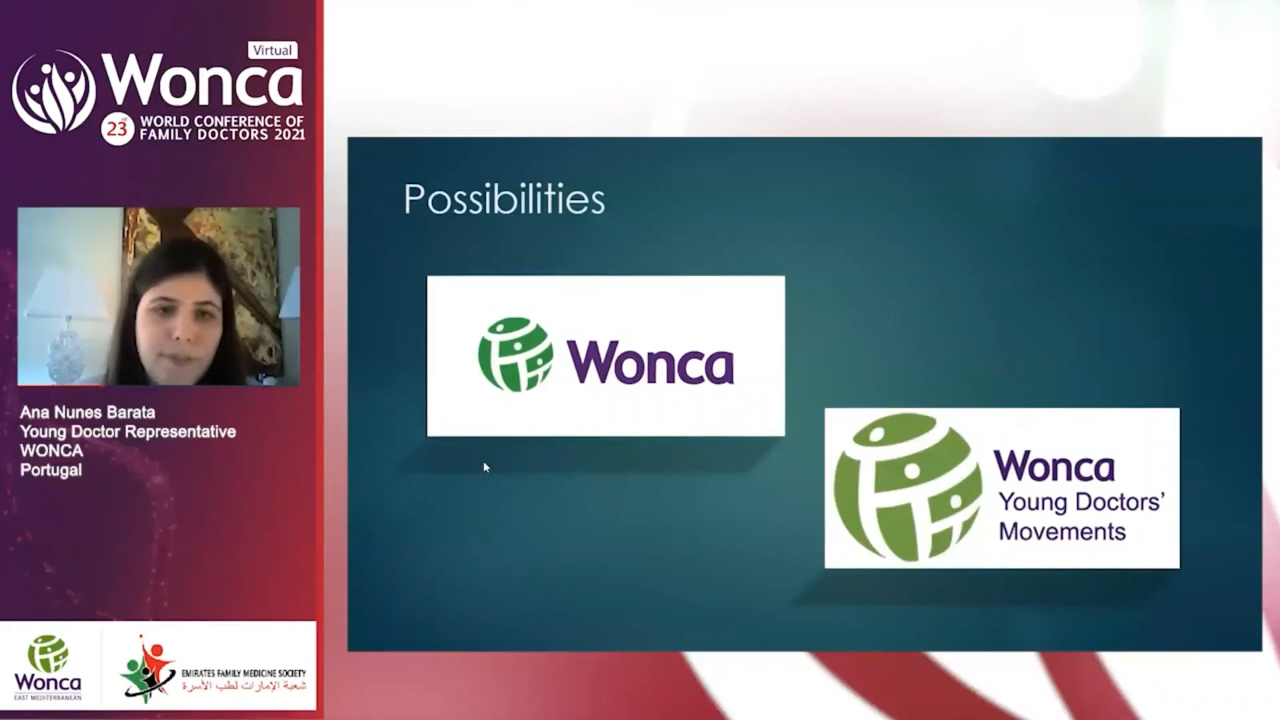 Virtual
Wonca
23rd WORLD CONFERENCE OF
FAMILY DOCTORS 2021
Ana Nunes Barata
Young Doctor Representative
WONCA
Portugal
Wonca
EAST MEDITERRANEAN
EMIRATES FAMILY MEDICINE SOCIETY
شعبة الإمارات لطب الأسرة
Possibilities
Wonca
Wonca
Young Doctors’
Movements